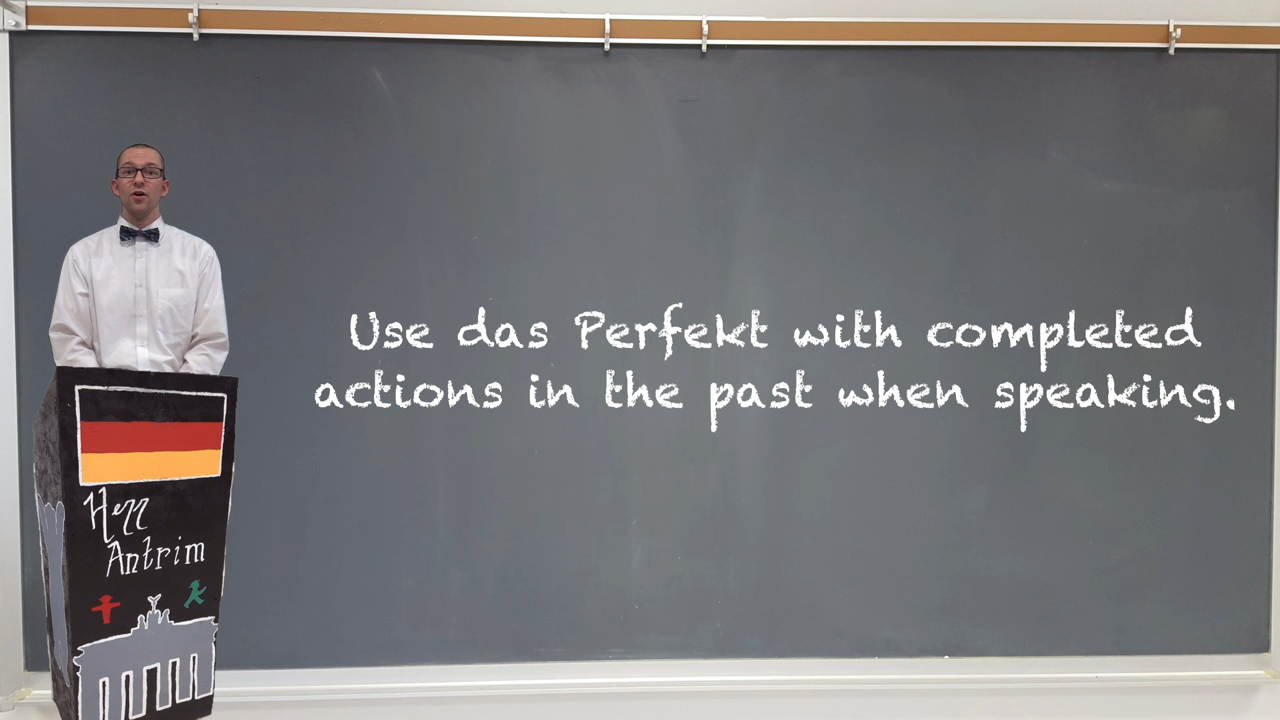 Use das Perfekt with completed
actions in the past when speaking.
Herr
Antrim